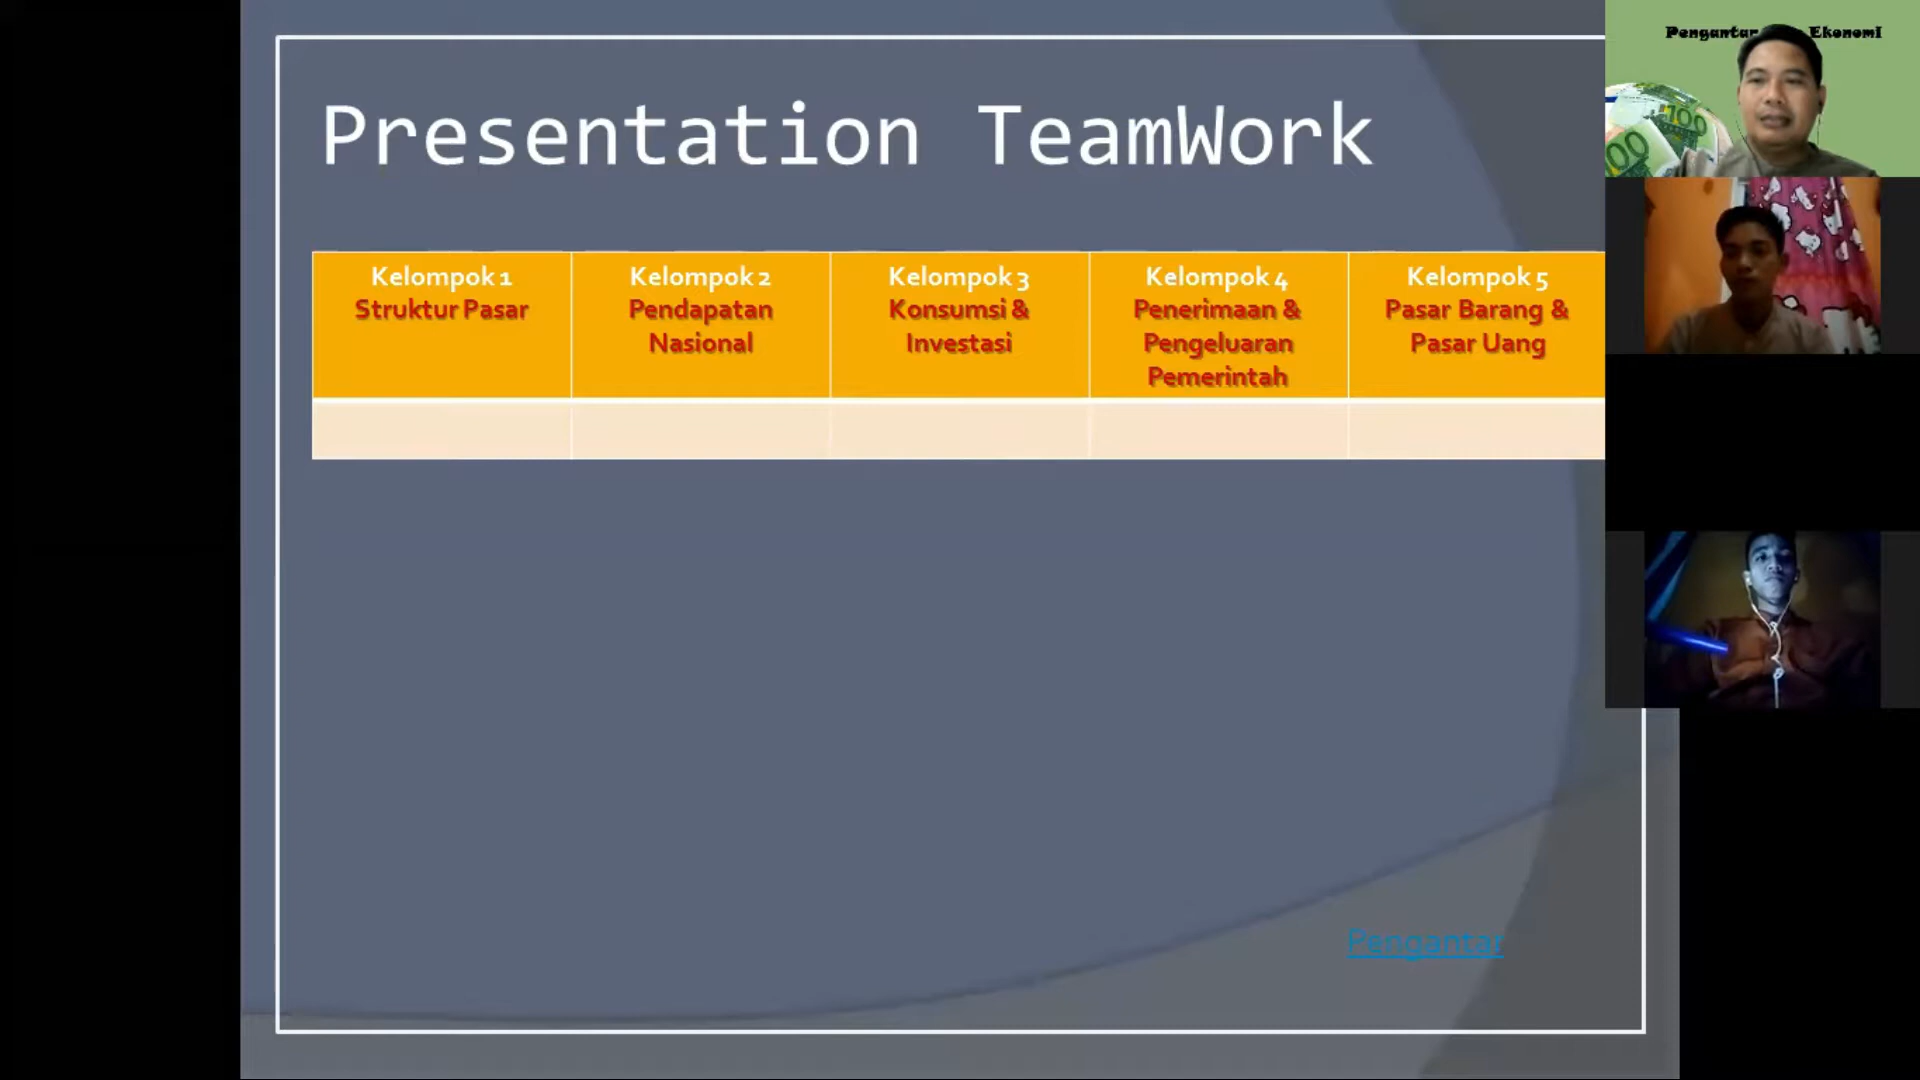 Pengantar Ekonomi
Presentation TeamWork
Kelompok 1
Struktur Pasar
Kelompok 2
Pendapatan
Nasional
Kelompok 3
Konsumsi &
Investasi
Kelompok 4
Penerimaan &
Pengeluaran
Pemerintah
Kelompok 5
Pasar Barang &
Pasar Uang
100
Pengantar